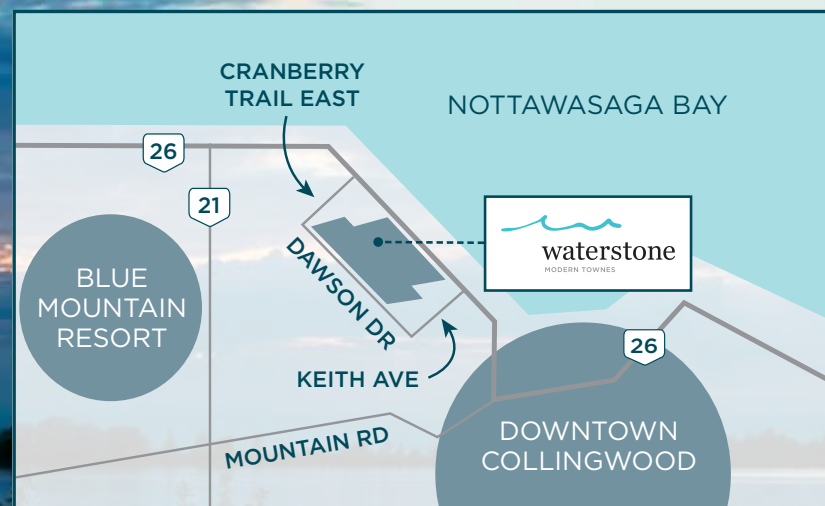 CRANBERRY
TRAIL EAST
NOTTAWASAGA BAY
26
21
waterstone
MODERN TOWNES
DAWSON DR
BLUE
MOUNTAIN
RESORT
26
KEITH AVE
MOUNTAIN RD
DOWNTOWN
COLLINGWOOD